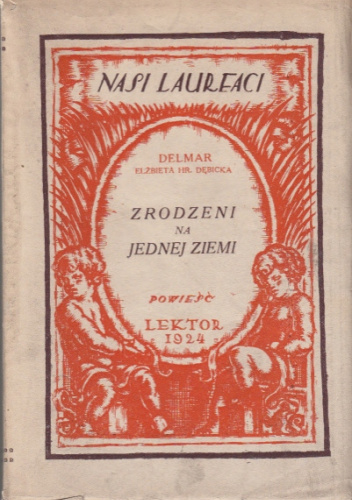 NASI LAUREACI
DELMAR
ELŻBIETA HR. DĘBICKA
ZRODZENI
NA
JEDNEJ ZIEMI
POWIEŚĆ
LEKTOR
1924